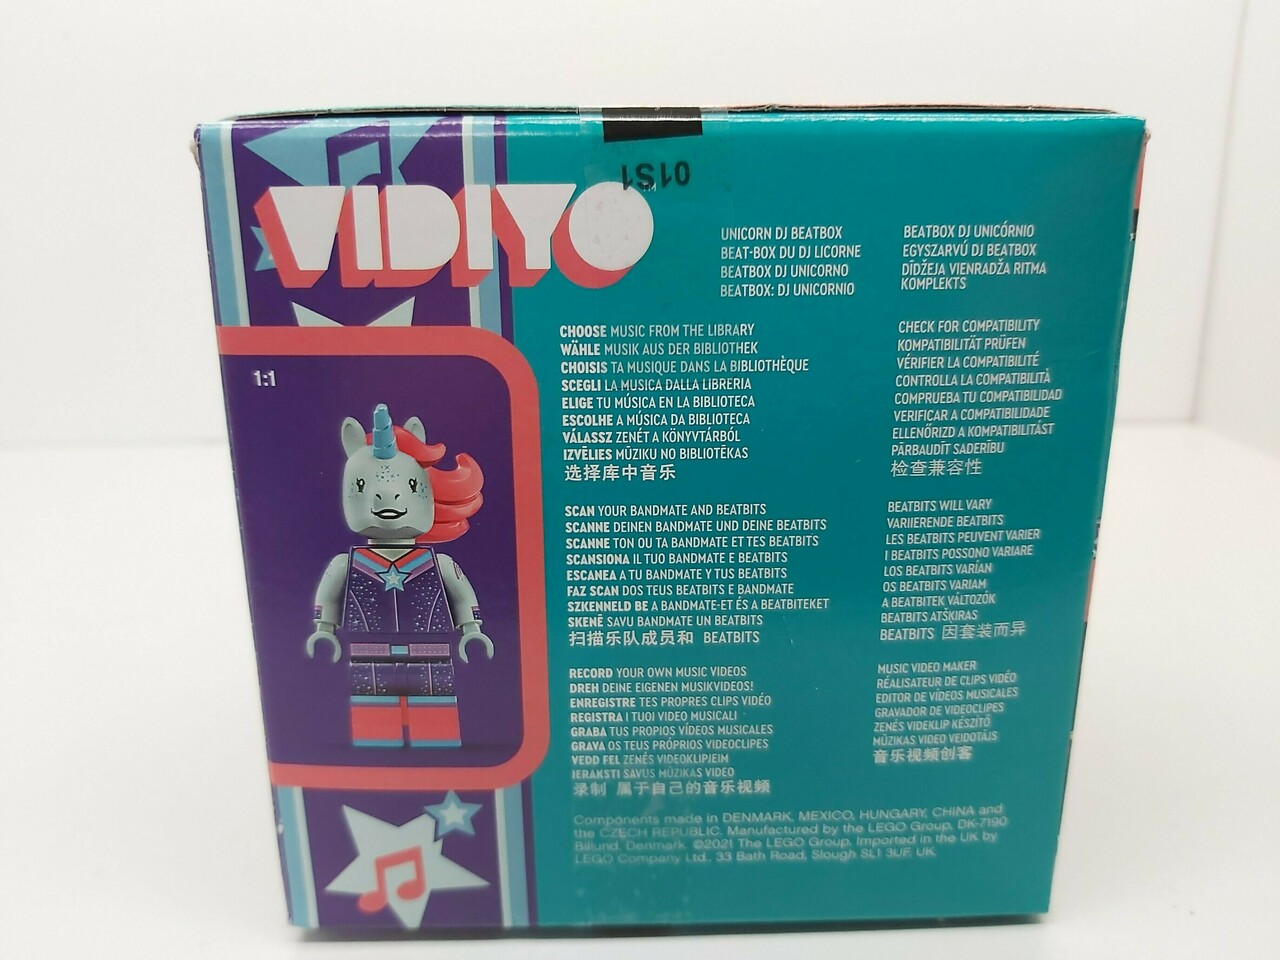 01S1
VIDIYO™
1:1
UNICORN DJ BEATBOX
BEAT-BOX DU DJ LICORNE
BEATBOX DJ UNICORNO
BEATBOX: DJ UNICORNIO
BEATBOX DJ UNICÓRNIO
EGYSZARVÚ DJ BEATBOX
DĪDŽEJA VIENRADŽA RITMA
KOMPLEKTS
CHOOSE MUSIC FROM THE LIBRARY
WÄHLE MUSIK AUS DER BIBLIOTHEK
CHOISIS TA MUSIQUE DANS LA BIBLIOTHÈQUE
SCEGLI LA MUSICA DALLA LIBRERIA
ELIGE TU MÚSICA EN LA BIBLIOTECA
ESCOLHE A MÚSICA DA BIBLIOTECA
VÁLASSZ ZENÉT A KÖNYVTÁRBÓL
IZVĒLIES MŪZIKU NO BIBLIOTĒKAS
选择库中音乐
CHECK FOR COMPATIBILITY
KOMPATIBILITÄT PRÜFEN
VÉRIFIER LA COMPATIBILITÉ
CONTROLLA LA COMPATIBILITÀ
COMPRUEBA TU COMPATIBILIDAD
VERIFICAR A COMPATIBILIDADE
ELLENŐRIZD A KOMPATIBILITÁST
PĀRBAUDĪT SADERĪBU
检查兼容性
SCAN YOUR BANDMATE AND BEATBITS
SCANNE DEINEN BANDMATE UND DEINE BEATBITS
SCANNE TON OU TA BANDMATE ET TES BEATBITS
SCANSIONA IL TUO BANDMATE E BEATBITS
ESCANEA A TU BANDMATE Y TUS BEATBITS
FAZ SCAN DOS TEUS BEATBITS E BANDMATE
SZKENNELD BE A BANDMATE-ET ÉS A BEATBITEKET
SKENĒ SAVU BANDMATE UN BEATBITS
扫描乐队成员和 BEATBITS
BEATBITS WILL VARY
VARIIERENDE BEATBITS
LES BEATBITS PEUVENT VARIER
I BEATBITS POSSONO VARIARE
LOS BEATBITS VARÍAN
OS BEATBITS VARIAM
A BEATBITEK VÁLTOZÓK
BEATBITS ATŠĶIRAS
BEATBITS 因套装而异
RECORD YOUR OWN MUSIC VIDEOS
DREH DEINE EIGENEN MUSIKVIDEOS!
ENREGISTRE TES PROPRES CLIPS VIDÉO
REGISTRA I TUOI VIDEO MUSICALI
GRABA TUS PROPIOS VÍDEOS MUSICALES
GRAVA OS TEUS PRÓPRIOS VIDEOCLIPES
VEDD FEL ZENÉS VIDEOKLIPJEIM
IERAKSTI SAVUS MŪZIKAS VIDEO
录制 属于自己的音乐视频
MUSIC VIDEO MAKER
RÉALISATEUR DE CLIPS VIDÉO
EDITOR DE VÍDEOS MUSICALES
GRAVADOR DE VIDEOCLIPES
ZENÉS VIDEKLIP KÉSZÍTŐ
MŪZIKAS VIDEO VEIDOTĀJS
音乐视频创客
Components made in DENMARK, MEXICO, HUNGARY, CHINA and
the CZECH REPUBLIC. Manufactured by the LEGO Group, DK-7190
Billund, Denmark. ©2021 The LEGO Group. Imported in the UK by
LEGO Company Ltd., 33 Bath Road, Slough SL1 3UF, UK.